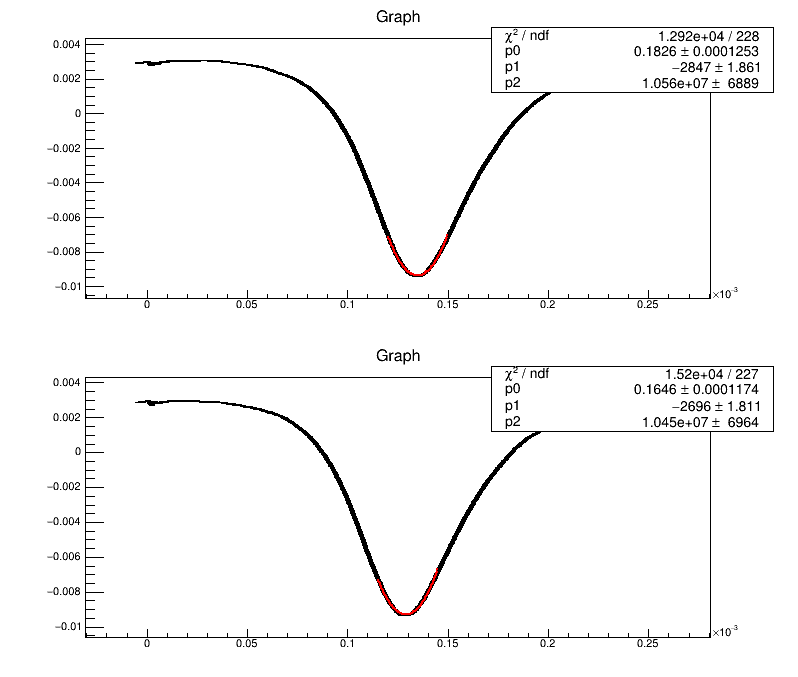 Graph
χ² / ndf 1.292e+04 / 228
p0 0.1826 ± 0.0001253
p1 −2847 ± 1.861
p2 1.056e+07 ± 6889
0.004
0.002
0
−0.002
−0.004
−0.006
−0.008
−0.01
0 0.05 0.1 0.15 0.2 0.25
×10⁻³
Graph
χ² / ndf 1.52e+04 / 227
p0 0.1646 ± 0.0001174
p1 −2696 ± 1.811
p2 1.045e+07 ± 6964
0.004
0.002
0
−0.002
−0.004
−0.006
−0.008
−0.01
0 0.05 0.1 0.15 0.2 0.25
×10⁻³